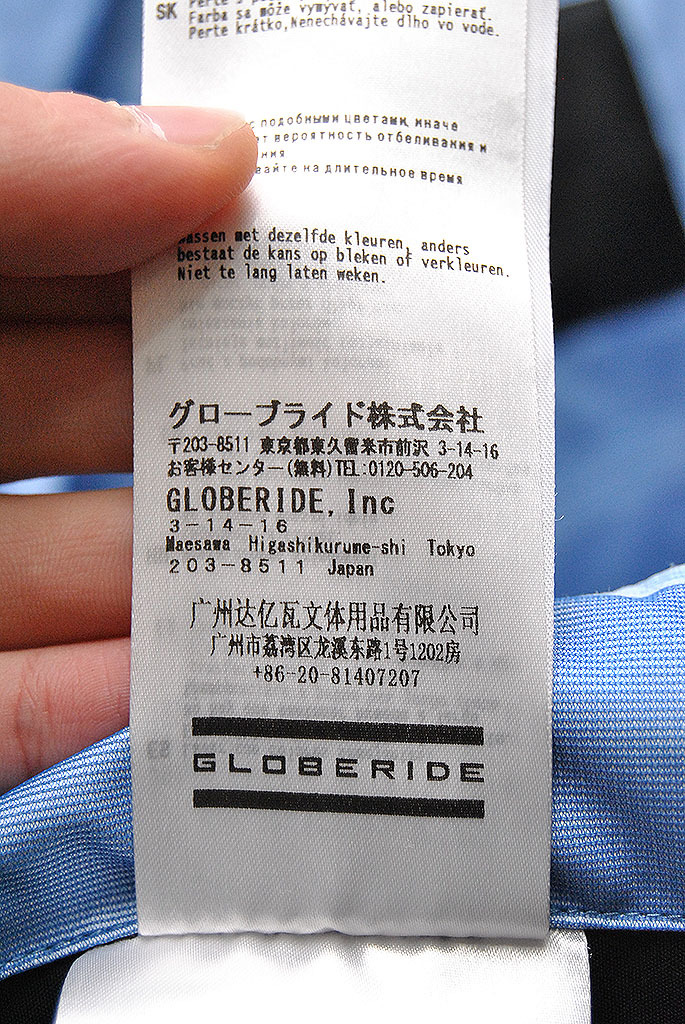 SK
Farba sa môže vymývať, alebo zapierať.
Perte krátko, Nenechávajte dlho vo vode.
с подобными цветами, иначе
ет вероятность отбеливания и
ния
вайте на длительное время
Wassen met dezelfde kleuren, anders
bestaat de kans op bleken of verkleuren.
Niet te lang laten weken.
グローブライド株式会社
〒203-8511 東京都東久留米市前沢 3-14-16
お客様センター(無料)TEL:0120-506-204
GLOBERIDE, Inc
3-14-16
Maesawa Higashikurume-shi Tokyo
203-8511 Japan
广州达亿瓦文体用品有限公司
广州市荔湾区龙溪东路1号1202房
+86-20-81407207
GLOBERIDE